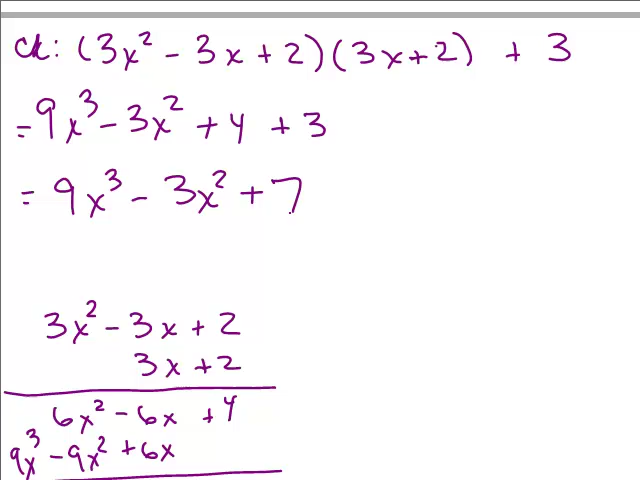 ck: (3x² - 3x + 2)(3x + 2) + 3
= 9x³ - 3x² + 4 + 3
= 9x³ - 3x² + 7
3x² - 3x + 2
3x + 2
6x² - 6x + 4
9x³ - 9x² + 6x